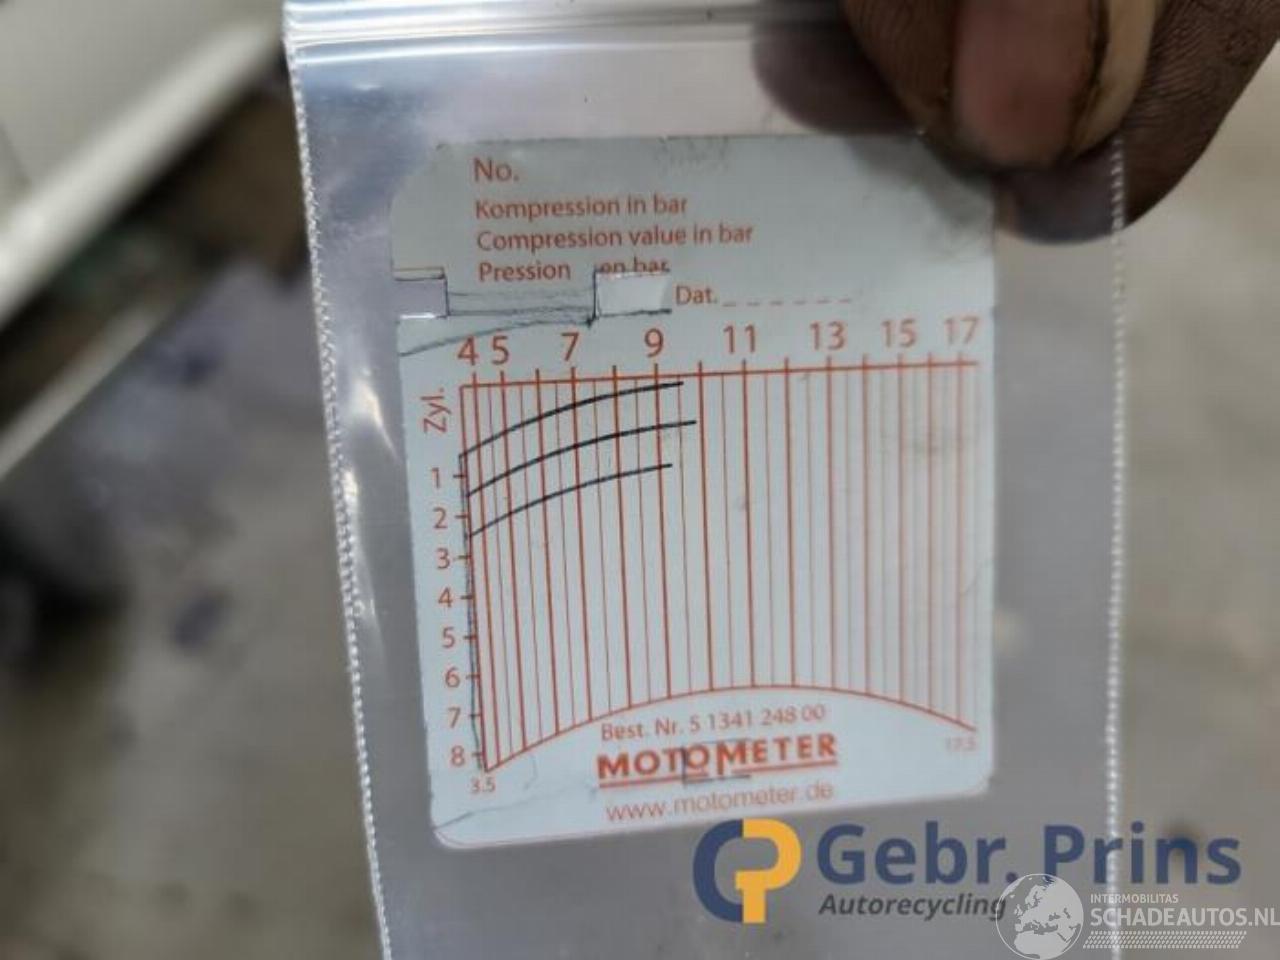 No.
Kompression in bar
Compression value in bar
Pression en bar
Dat. _ _ _ _ _ _
4 5 7 9 11 13 15 17
Zyl.
1
2
3
4
5
6
7
8
3.5
17.5
Best. Nr. 5 1341 248 00
MOTOMETER
www.motometer.de
Gebr. Prins
Autorecycling
INTERMOBILITAS
SCHADEAUTOS.NL